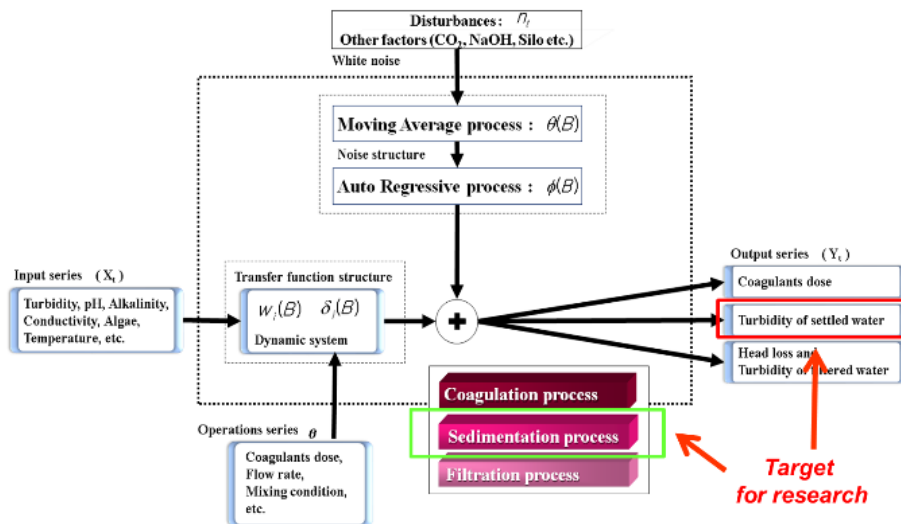 Disturbances: n_t
Other factors (CO₂, NaOH, Silo etc.)
White noise
Moving Average process : θ(B)
Noise structure
Auto Regressive process : ϕ(B)
Input series (Xₜ)
Turbidity, pH, Alkalinity,
Conductivity, Algae,
Temperature, etc.
Transfer function structure
w_i(B) δ_i(B)
Dynamic system
+
Output series (Yₜ)
Coagulants dose
Turbidity of settled water
Head loss and
Turbidity of filtered water
Operations series θ
Coagulants dose,
Flow rate,
Mixing condition,
etc.
Coagulation process
Sedimentation process
Filtration process
Target
for research